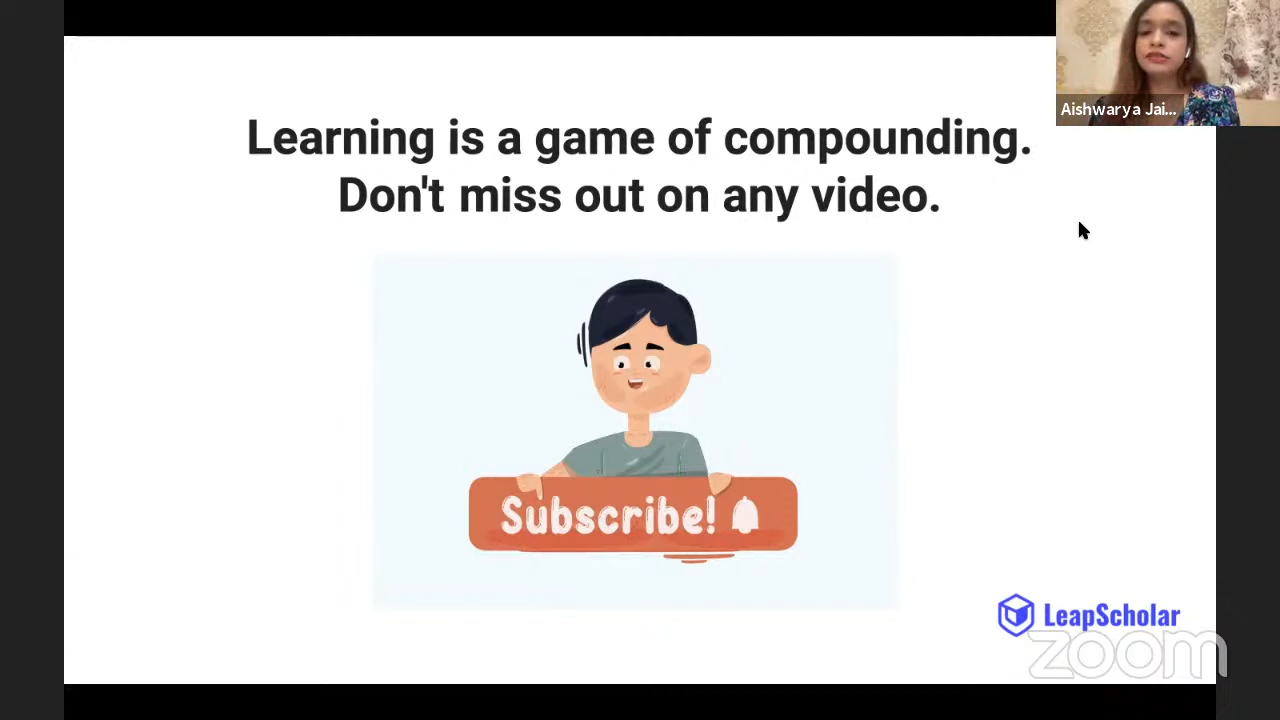 Aishwarya Jai...
Learning is a game of compounding.
Don't miss out on any video.
Subscribe!
LeapScholar
zoom